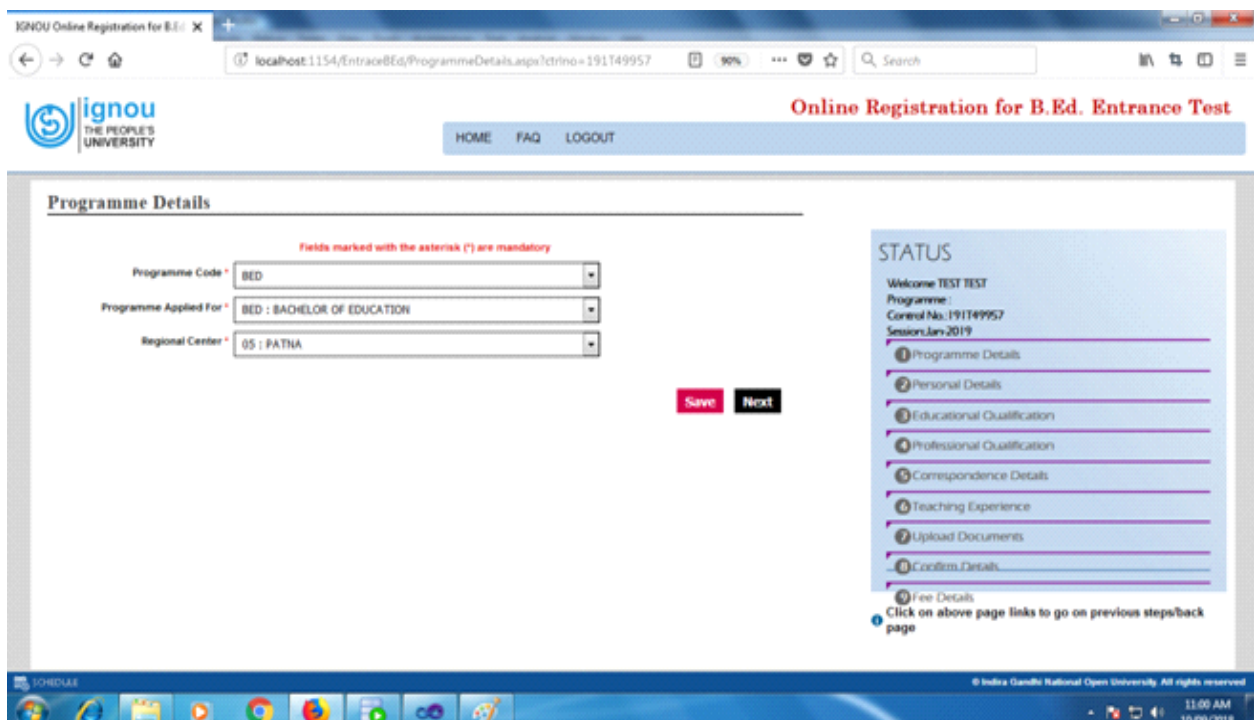 IGNOU Online Registration for B.Ed
localhost:1154/EntraceBEd/ProgrammeDetails.aspx?ctrlno=191T49957
90%
Search
ignou
THE PEOPLE'S
UNIVERSITY
Online Registration for B.Ed. Entrance Test
HOME FAQ LOGOUT
Programme Details
Fields marked with the asterisk (*) are mandatory
Programme Code * BED
Programme Applied For * BED : BACHELOR OF EDUCATION
Regional Center * 05 : PATNA
Save Next
STATUS
Welcome TEST TEST
Programme :
Control No.:191T49957
Session:Jan-2019
1 Programme Details
2 Personal Details
3 Educational Qualification
4 Professional Qualification
5 Correspondence Details
6 Teaching Experience
7 Upload Documents
8 Confirm Details
9 Fee Details
Click on above page links to go on previous steps/back
page
SCHEDULE
© Indira Gandhi National Open University. All rights reserved
11:00 AM